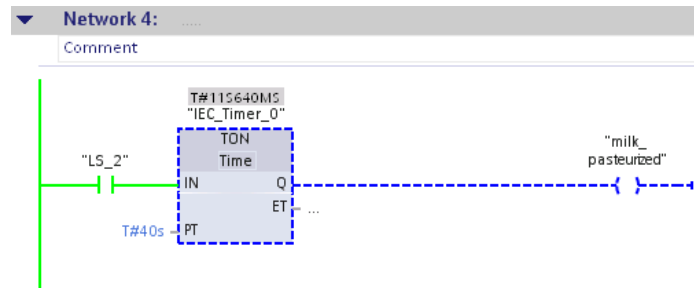 Network 4: .....
Comment
T#11S640MS
"IEC_Timer_0"
TON
Time
"LS_2"
IN
Q
ET
...
T#40s
PT
"milk_
pasteurized"